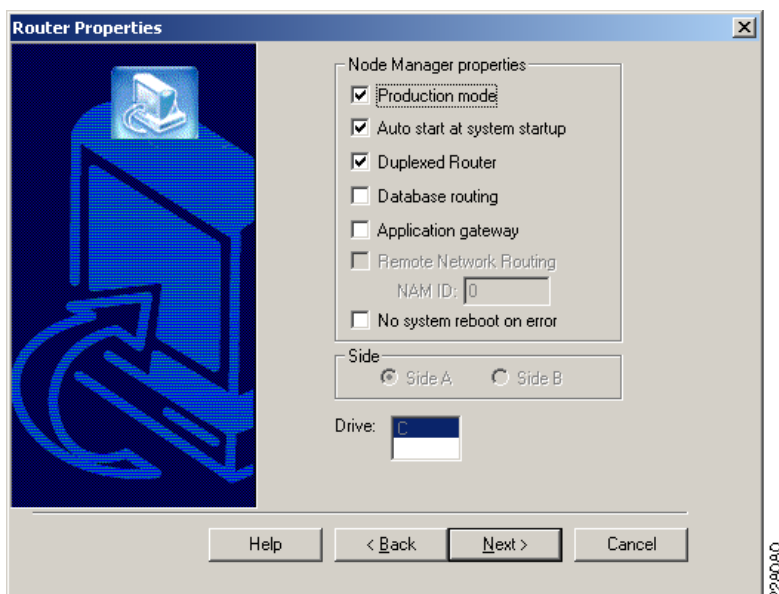 Router Properties
Node Manager properties
Production mode
Auto start at system startup
Duplexed Router
Database routing
Application gateway
Remote Network Routing
NAM ID: 0
No system reboot on error
Side
Side A Side B
Drive: C
Help < Back Next > Cancel
228080